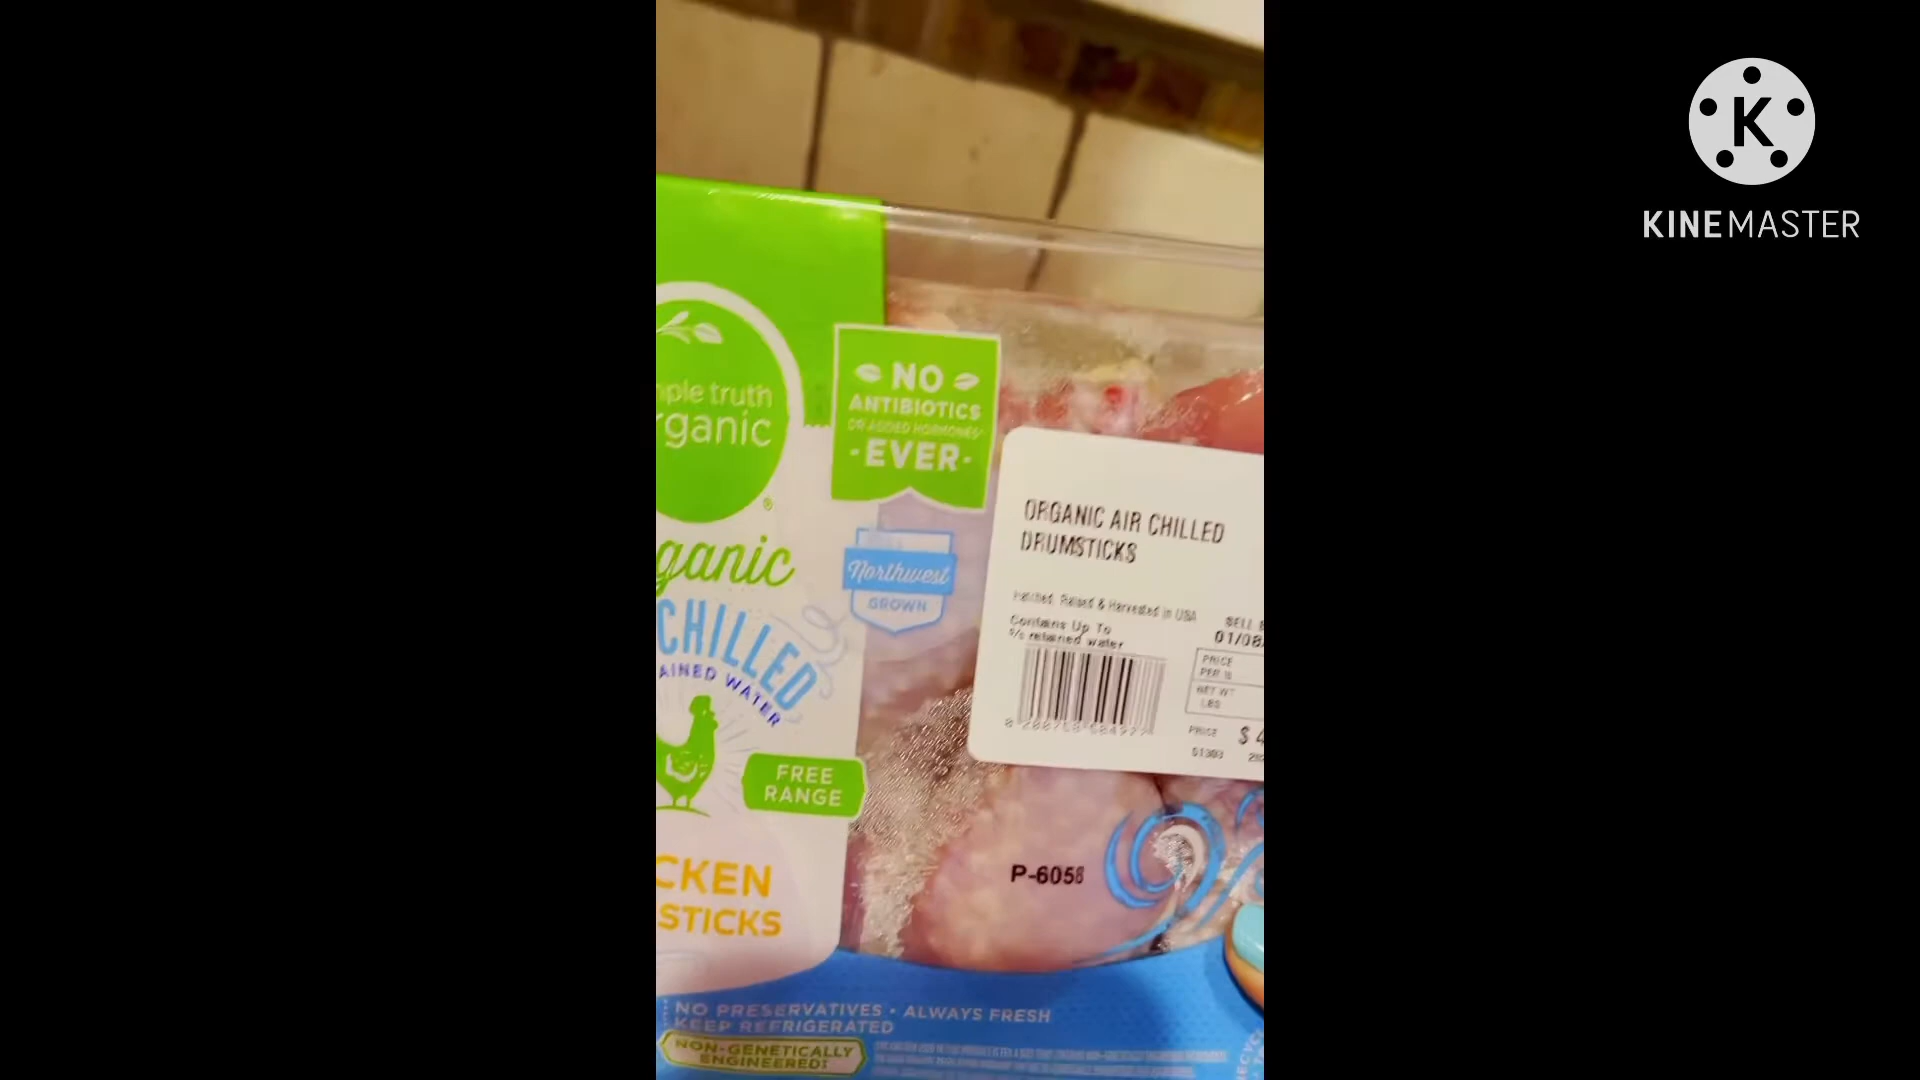 K
KINEMASTER
ple truth
rganic
®
ganic
CHILLED
AINED WATER
FREE
RANGE
CKEN
STICKS
NO
ANTIBIOTICS
OR ADDED HORMONES
EVER
Northwest
GROWN
ORGANIC AIR CHILLED
DRUMSTICKS
Hatched, Raised & Harvested in USA
Contains Up To
retained water
SELL
01/08
PRICE
PER lb
NET WT
LBS
PRICE
$ 4
P-6058
NO PRESERVATIVES • ALWAYS FRESH
KEEP REFRIGERATED
NON-GENETICALLY
ENGINEERED